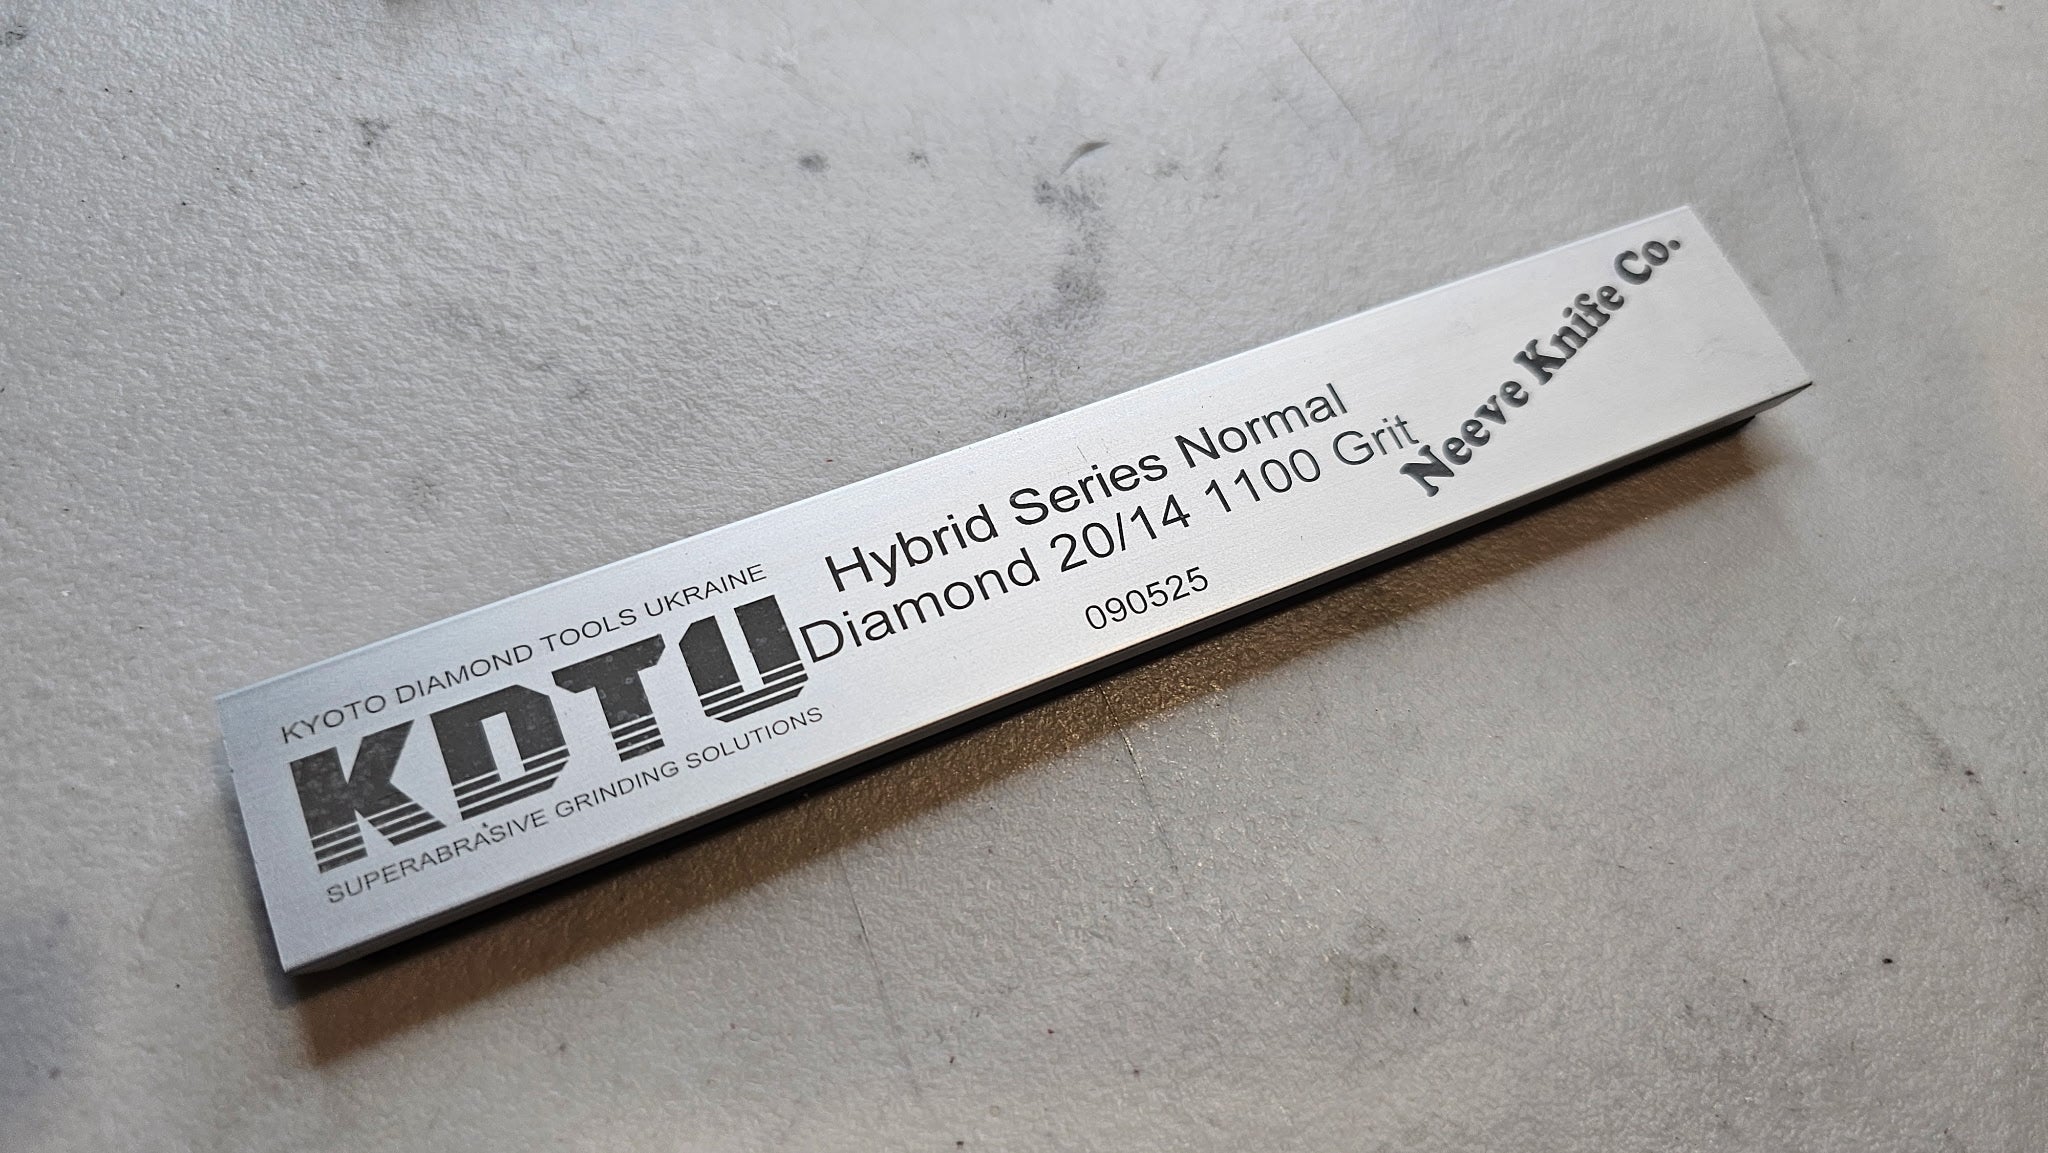 KYOTO DIAMOND TOOLS UKRAINE
KDTU
SUPERABRASIVE GRINDING SOLUTIONS
Hybrid Series Normal
Diamond 20/14 1100 Grit
090525
Neeve Knife Co.